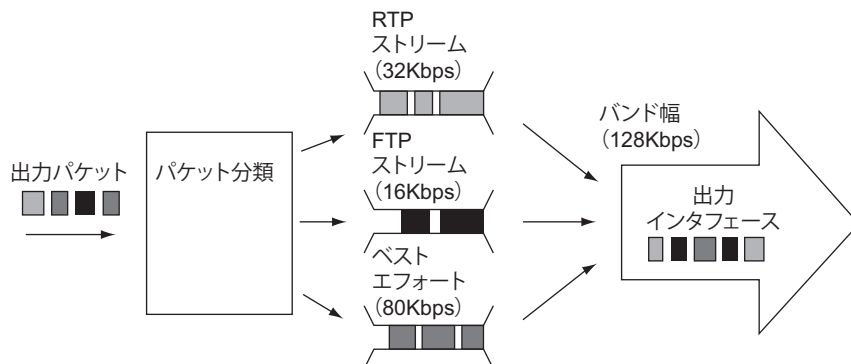 出力パケット
パケット分類
RTP
ストリーム
(32Kbps)
FTP
ストリーム
(16Kbps)
ベスト
エフォート
(80Kbps)
バンド幅
(128Kbps)
出力
インタフェース